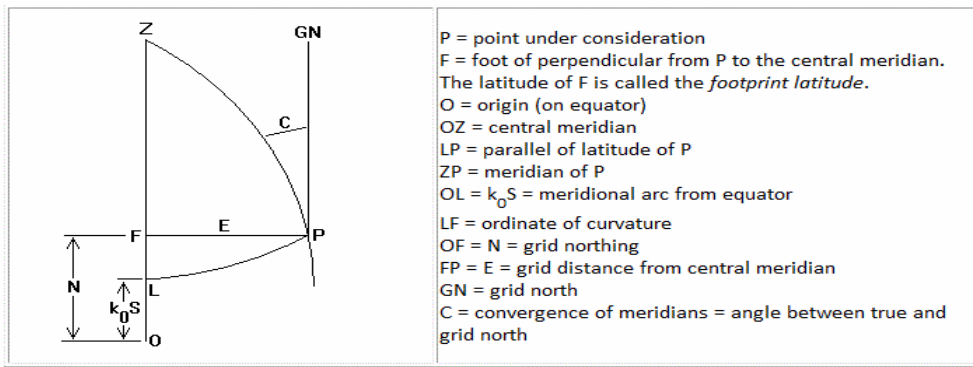 Z
GN
C
F
E
P
N
L
k₀S
O
P = point under consideration
F = foot of perpendicular from P to the central meridian.
The latitude of F is called the footprint latitude.
O = origin (on equator)
OZ = central meridian
LP = parallel of latitude of P
ZP = meridian of P
OL = k₀S = meridional arc from equator
LF = ordinate of curvature
OF = N = grid northing
FP = E = grid distance from central meridian
GN = grid north
C = convergence of meridians = angle between true and
grid north